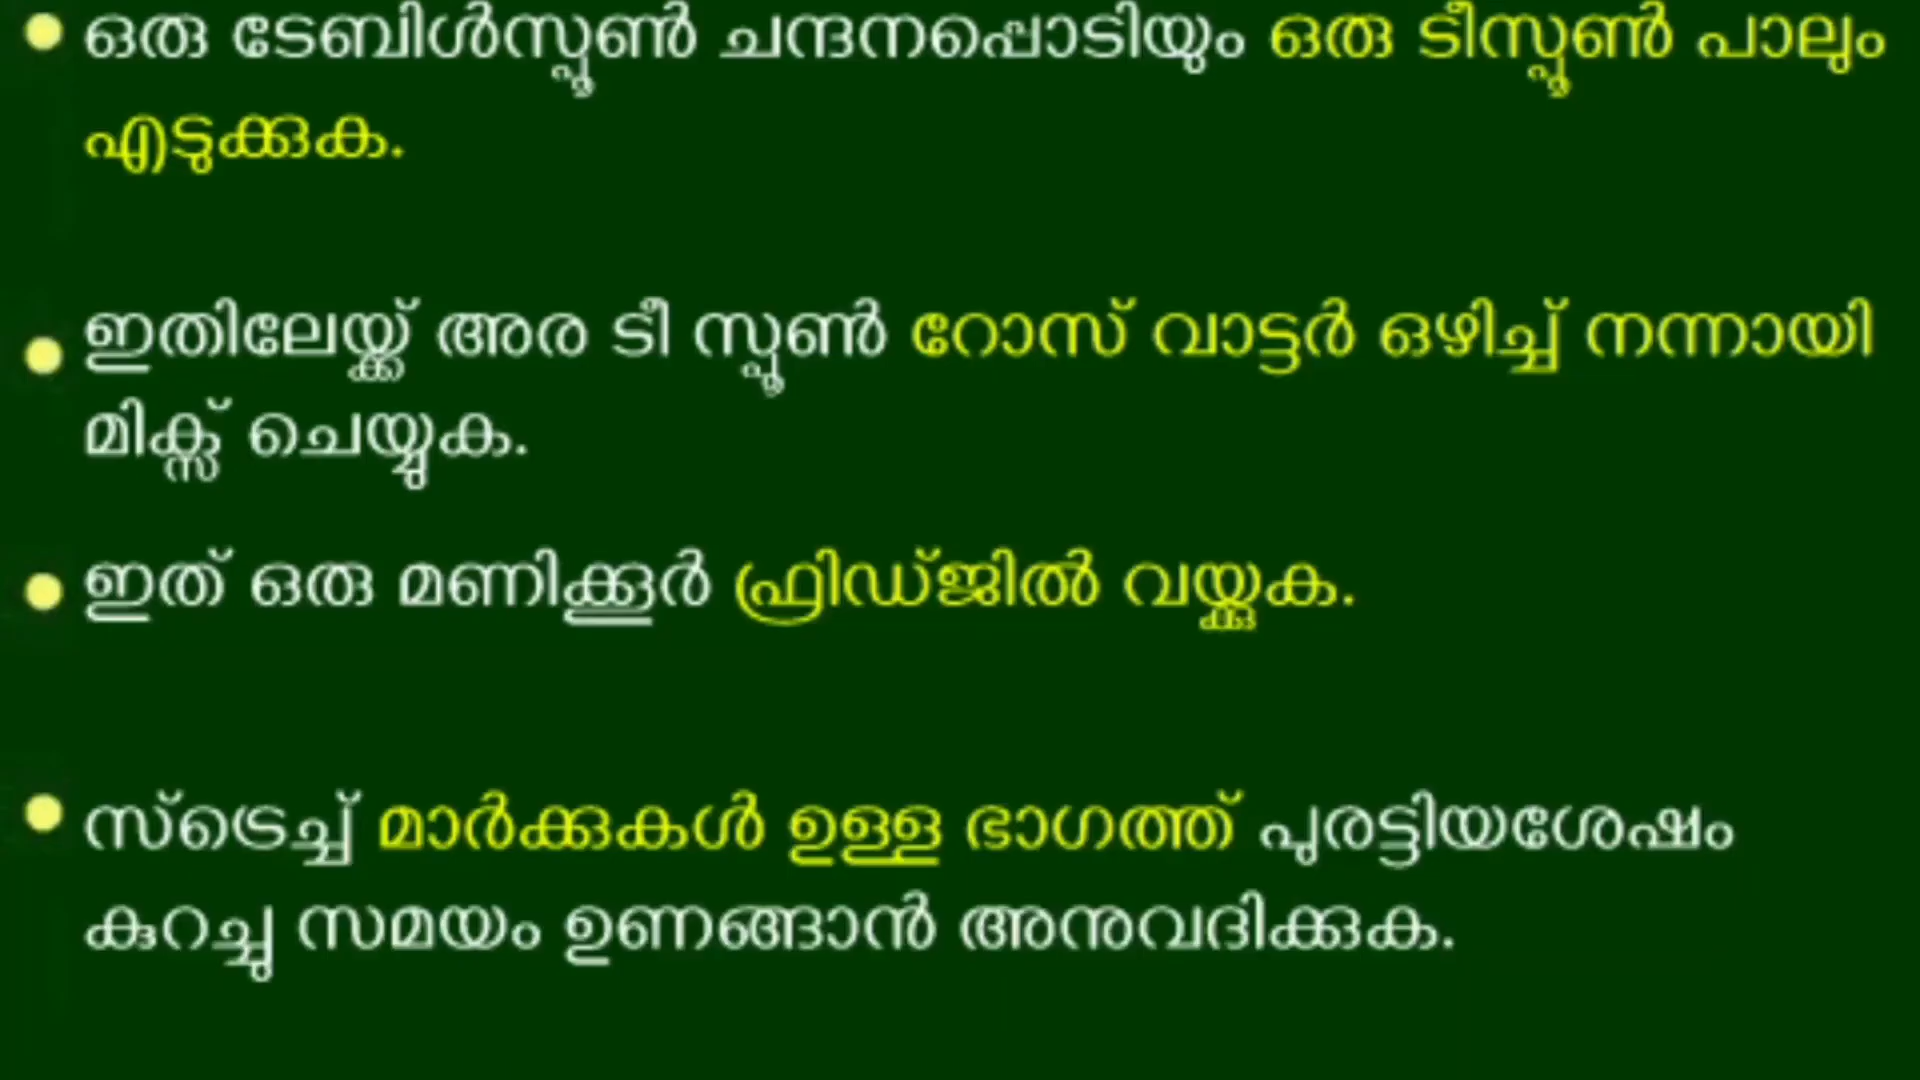 ഒരു ടേബിൾസ്പൂൺ ചന്ദനപ്പൊടിയും ഒരു ടീസ്പൂൺ പാലും
എടുക്കുക.
ഇതിലേയ്ക്ക് അര ടീ സ്പൂൺ റോസ് വാട്ടർ ഒഴിച്ച് നന്നായി
മിക്സ് ചെയ്യുക.
ഇത് ഒരു മണിക്കൂർ ഫ്രിഡ്ജിൽ വയ്ക്കുക.
സ്ട്രെച്ച് മാർക്കുകൾ ഉള്ള ഭാഗത്ത് പുരട്ടിയശേഷം
കുറച്ചു സമയം ഉണങ്ങാൻ അനുവദിക്കുക.